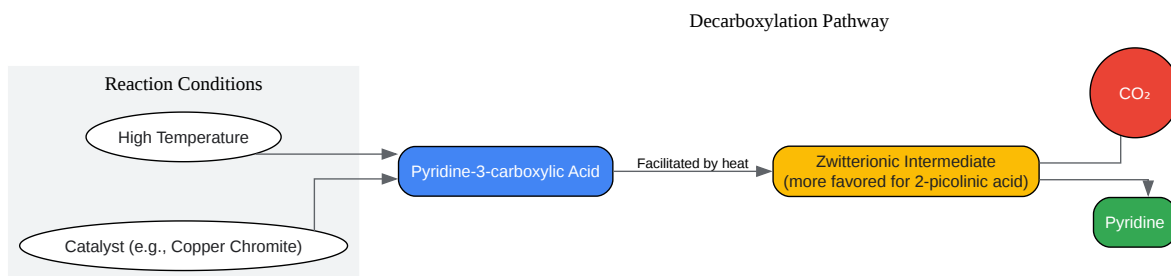 Decarboxylation Pathway
Reaction Conditions
High Temperature
Catalyst (e.g., Copper Chromite)
Pyridine-3-carboxylic Acid
Facilitated by heat
Zwitterionic Intermediate
(more favored for 2-picolinic acid)
CO₂
Pyridine